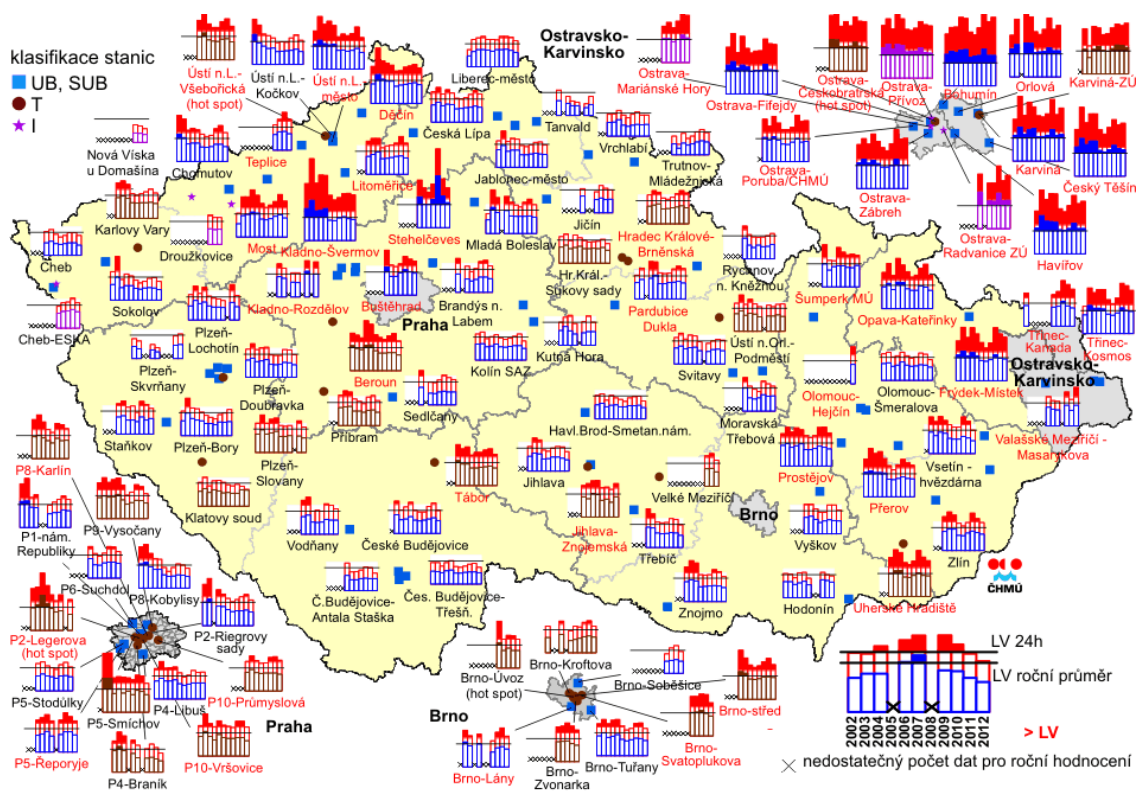 klasifikace stanic
UB, SUB
T
I
Ústí n.L.-
Všebořická
(hot spot)
Ústí n.L.-
Kočkov
Ústí n.L.-
město
Děčín
Liberec-město
Česká Lípa
Tanvald
Vrchlabí
Trutnov-
Mládežnická
Nová Víska
u Domašína
Chomutov
Teplice
Litoměřice
Jablonec-město
Jičín
Karlovy Vary
Droužkovice
Most
Kladno-Švermov
Stehelčeves
Mladá Boleslav
Hr.Král.-
Sukovy sady
Hradec Králové-
Brněnská
Rychnov
n. Kněžnou
Cheb
Cheb-ESKA
Sokolov
Kladno-Rozdělov
Buštěhrad
Praha
Brandýs n.
Labem
Kutná Hora
Pardubice
Dukla
Ústí n.Orl.-
Podměstí
Šumperk MÚ
Opava-Kateřinky
Plzeň-
Lochotín
Plzeň-
Skvrňany
Plzeň-
Doubravka
Beroun
Kolín SAZ
Sedlčany
Svitavy
Moravská
Třebová
Olomouc-
Hejčín
Olomouc-
Šmeralova
Frýdek-Místek
Třinec-
Kanada
Třinec-
Kosmos
Ostravsko-
Karvinsko
Valašské Meziříčí -
Masarykova
Staňkov
Plzeň-Bory
Plzeň-
Slovany
Příbram
Havl.Brod-Smetan.nám.
Jihlava
Velké Meziříčí
Prostějov
Přerov
Vsetín -
hvězdárna
Klatovy soud
Tábor
Jihlava-
Znojemská
Třebíč
Brno
Vyškov
Zlín
Vodňany
České Budějovice
Č.Budějovice-
Antala Staška
Čes. Budějovice-
Třešň.
Znojmo
Hodonín
Uherské Hradiště
ČHMÚ
Ostravsko-
Karvinsko
Ostrava-
Mariánské Hory
Ostrava-Fifejdy
Ostrava-
Českobratrská
(hot spot)
Ostrava-
Přívoz
Bohumín
Orlová
Karviná-ZÚ
Ostrava-
Poruba/CHMÚ
Ostrava-
Zábřeh
Ostrava-
Radvanice ZÚ
Havířov
Karviná
Český Těšín
P8-Karlín
P9-Vysočany
P1-nám.
Republiky
P6-Suchdol
P8-Kobylisy
P2-Legerova
(hot spot)
P2-Riegrovy
sady
P5-Stodůlky
P5-Smíchov
P4-Libuš
P10-Průmyslová
Praha
P5-Řeporyje
P4-Braník
P10-Vršovice
Brno-Úvoz
(hot spot)
Brno-Kroftova
Brno-Soběšice
Brno-střed
Brno
Brno-Lány
Brno-
Zvonarka
Brno-Tuřany
Brno-
Svatoplukova
LV 24h
LV roční průměr
2002
2003
2004
2005
2006
2007
2008
2009
2010
2011
2012
> LV
nedostatečný počet dat pro roční hodnocení